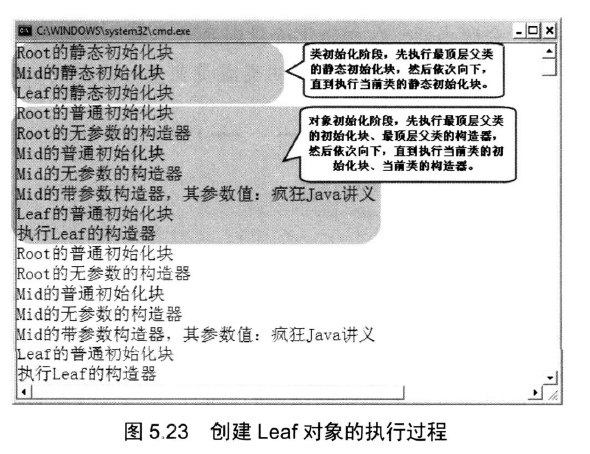 C:\WINDOWS\system32\cmd.exe
Root的静态初始化块
Mid的静态初始化块
Leaf的静态初始化块
Root的普通初始化块
Root的无参数的构造器
Mid的普通初始化块
Mid的无参数的构造器
Mid的带参数构造器，其参数值：疯狂Java讲义
Leaf的普通初始化块
执行Leaf的构造器
Root的普通初始化块
Root的无参数的构造器
Mid的普通初始化块
Mid的无参数的构造器
Mid的带参数构造器，其参数值：疯狂Java讲义
Leaf的普通初始化块
执行Leaf的构造器
类初始化阶段，先执行最顶层父类
的静态初始化块，然后依次向下，
直到执行当前类的静态初始化块。
对象初始化阶段，先执行最顶层父类
的初始化块、最顶层父类的构造器，
然后依次向下，直到执行当前类的初
始化块、当前类的构造器。
图 5.23 创建 Leaf 对象的执行过程